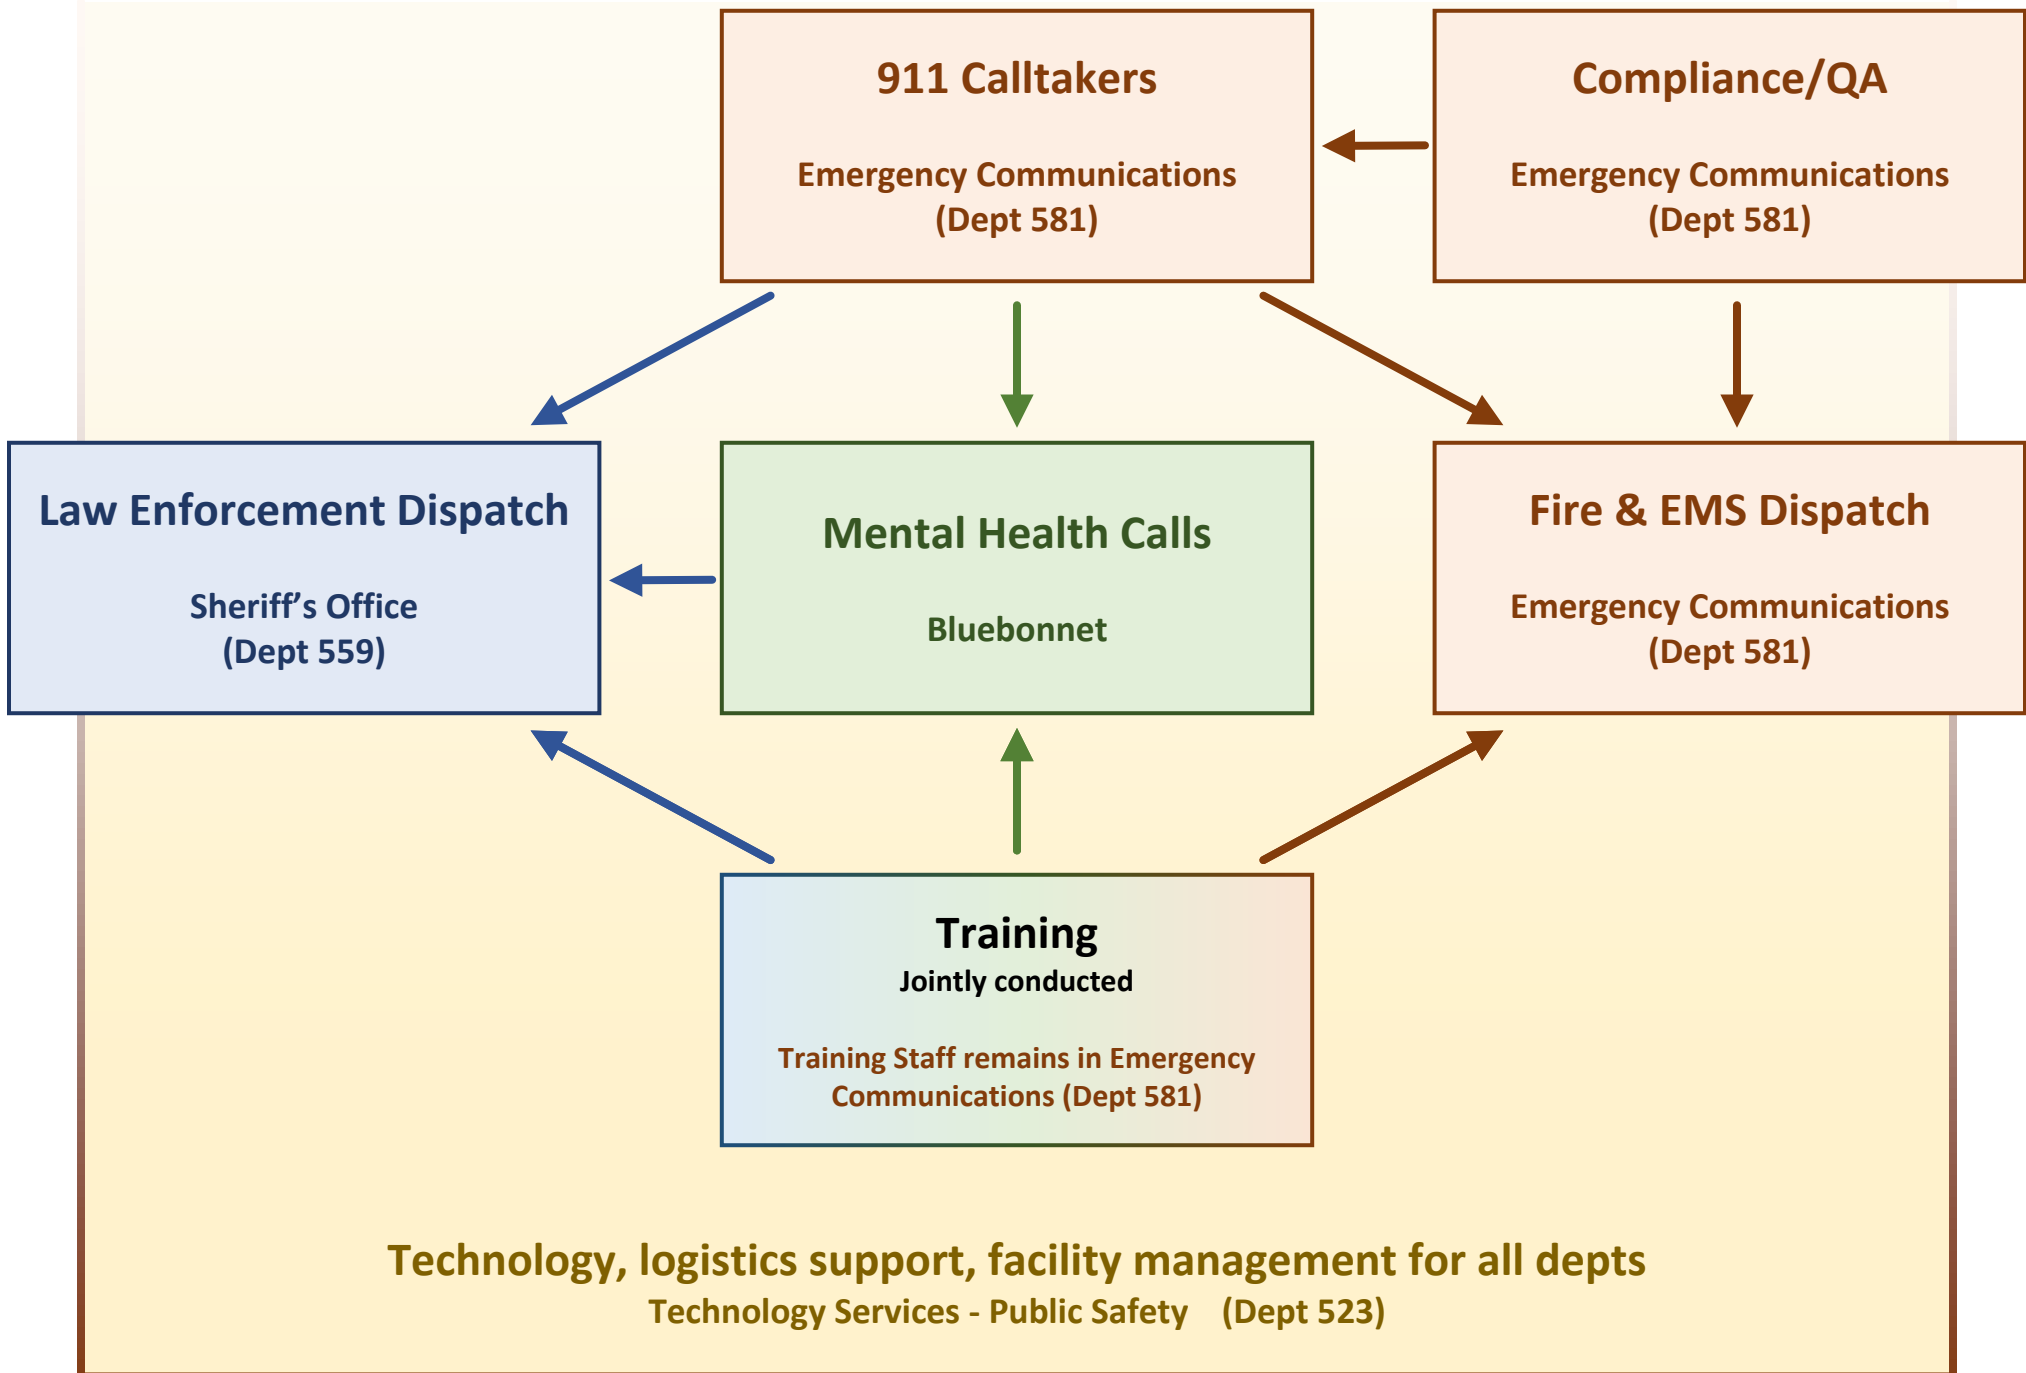 911 Calltakers
Emergency Communications
(Dept 581)
Compliance/QA
Emergency Communications
(Dept 581)
Law Enforcement Dispatch
Sheriff’s Office
(Dept 559)
Mental Health Calls
Bluebonnet
Fire & EMS Dispatch
Emergency Communications
(Dept 581)
Training
Jointly conducted
Training Staff remains in Emergency
Communications (Dept 581)
Technology, logistics support, facility management for all depts
Technology Services - Public Safety (Dept 523)